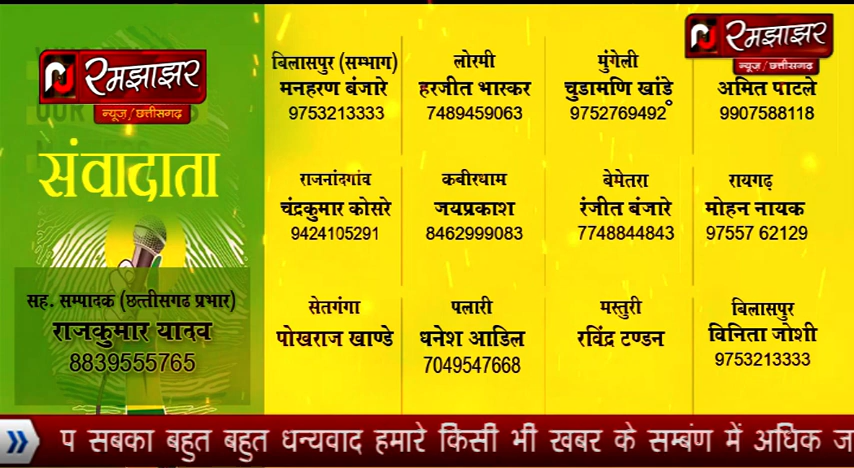 रमझाझर
न्यूज/छत्तीसगढ़
संवादाता
सह. सम्पादक (छत्तीसगढ प्रभार)
राजकुमार यादव
8839555765
बिलासपुर (सम्भाग)
मनहरण बंजारे
9753213333
लोरमी
हरजीत भास्कर
7489459063
मुंगेली
चुडामणि खांड़े
9752769492
रमझाझर
न्यूज/छत्तीसगढ़
अमित पाटले
9907588118
राजनांदगांव
चंद्रकुमार कोसरे
9424105291
कबीरधाम
जयप्रकाश
8462999083
बेमेतरा
रंजीत बंजारे
7748844843
रायगढ़
मोहन नायक
97557 62129
सेतगंगा
पोखराज खाण्डे
पलारी
धनेश आडिल
7049547668
मस्तुरी
रविंद्र टण्डन
बिलासपुर
विनिता जोशी
9753213333
प सबका बहुत बहुत धन्यवाद हमारे किसी भी खबर के सम्बंण में अधिक ज